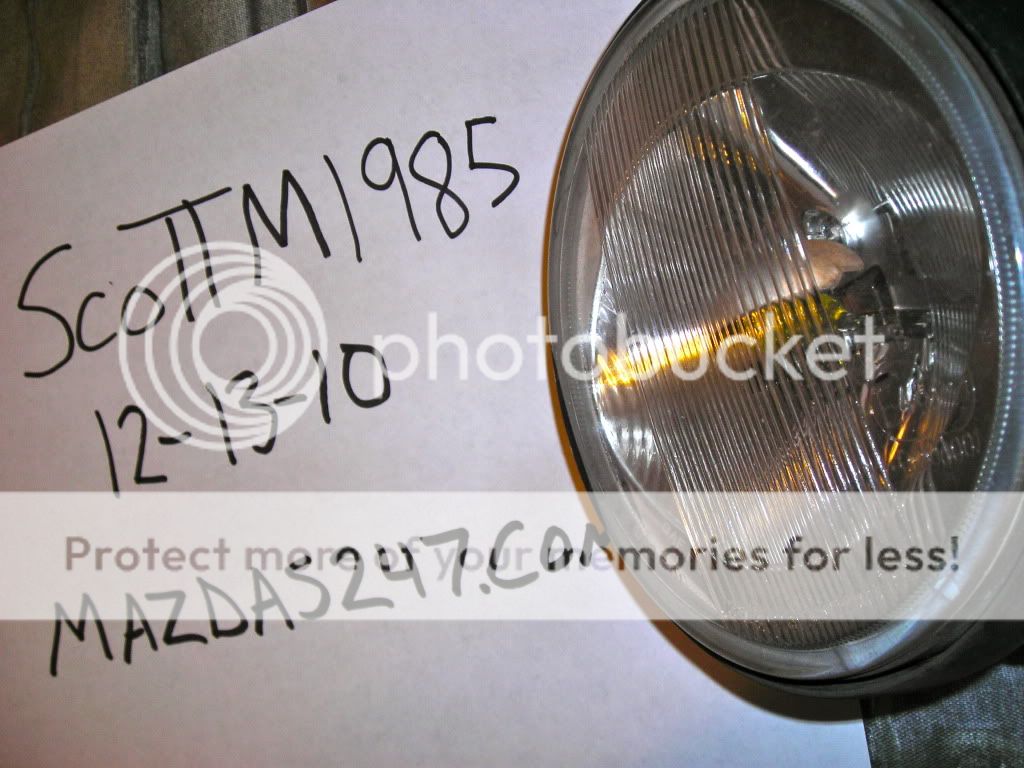 ScoTTM1985
12-13-10
photobucket
Protect more of your memories for less!
MAZDAS247.COM